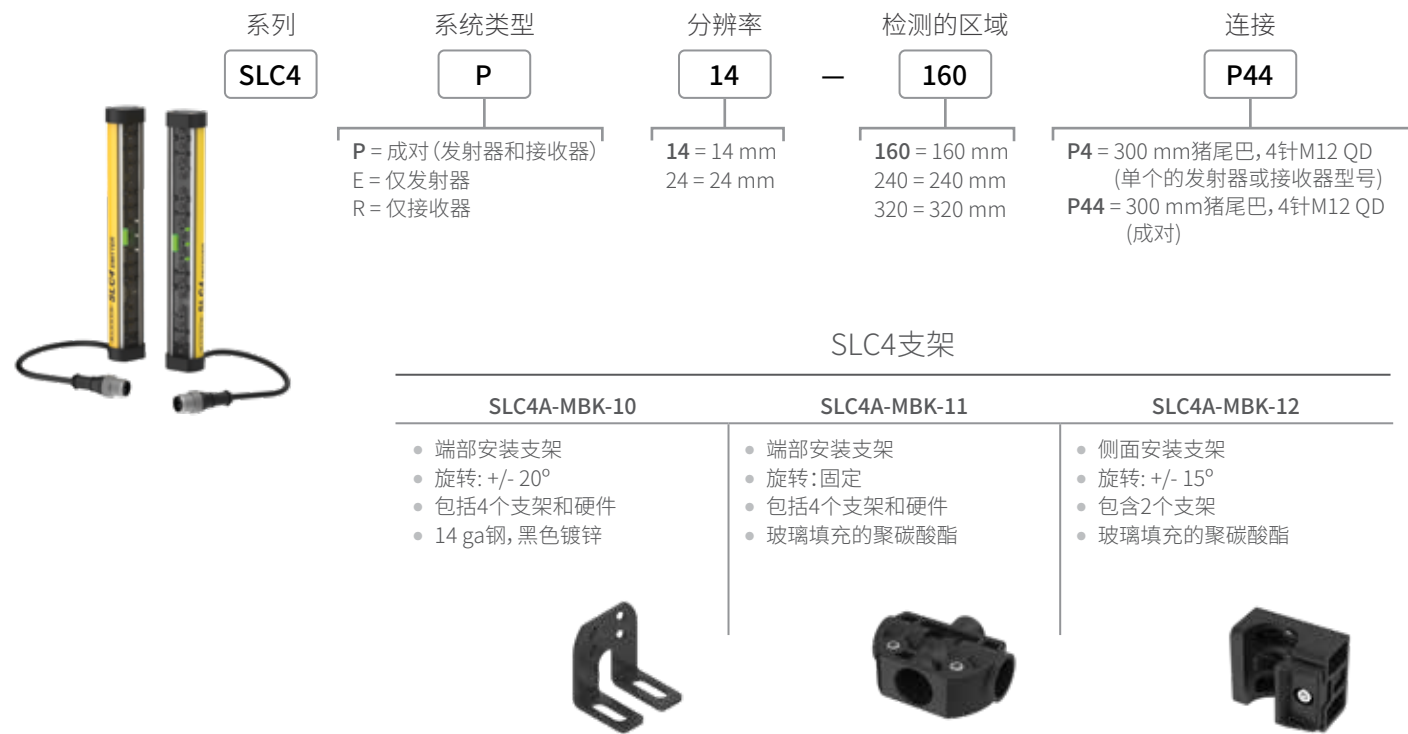 系列 系统类型 分辨率 检测的区域 连接
SLC4 P 14 — 160 P44
P = 成对（发射器和接收器）
E = 仅发射器
R = 仅接收器
14 = 14 mm
24 = 24 mm
160 = 160 mm
240 = 240 mm
320 = 320 mm
P4 = 300 mm猪尾巴，4针M12 QD
(单个的发射器或接收器型号)
P44 = 300 mm猪尾巴，4针M12 QD
(成对)
SLC4 EMITTER
SLC4
SLC4支架
SLC4A-MBK-10
• 端部安装支架
• 旋转: +/- 20º
• 包括4个支架和硬件
• 14 ga钢，黑色镀锌
SLC4A-MBK-11
• 端部安装支架
• 旋转：固定
• 包括4个支架和硬件
• 玻璃填充的聚碳酸酯
SLC4A-MBK-12
• 侧面安装支架
• 旋转: +/- 15º
• 包含2个支架
• 玻璃填充的聚碳酸酯